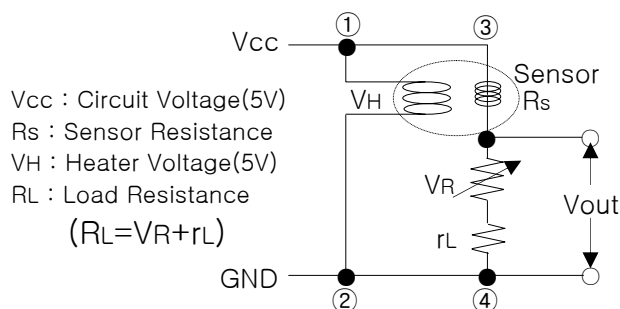 ① ③
Vcc
Sensor
VH Rs
Vcc : Circuit Voltage(5V)
Rs : Sensor Resistance
VH : Heater Voltage(5V)
RL : Load Resistance
(RL=VR+rL)
VR
Vout
rL
GND
② ④